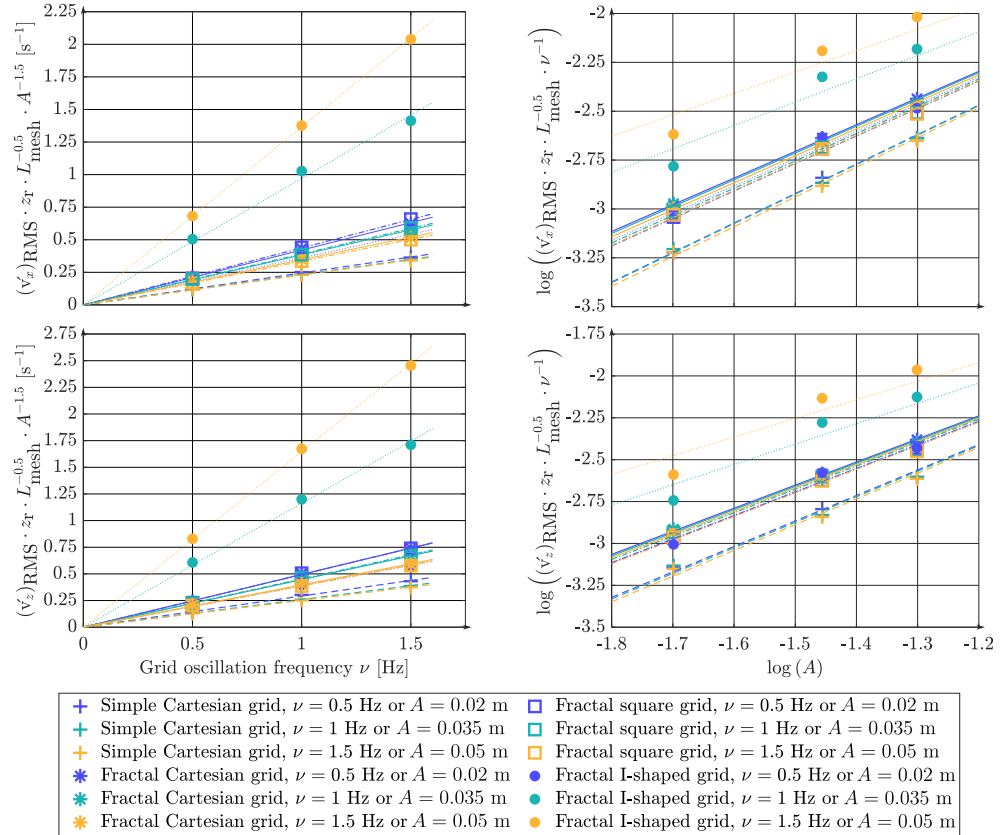 (v′ₓ)RMS · zᵣ · L_mesh^−0.5 · A^−1.5 [s⁻¹]
2.25
2
1.75
1.5
1.25
1
0.75
0.5
0.25
0
log ((v′ₓ)RMS · zᵣ · L_mesh^−0.5 · ν⁻¹)
-2
-2.25
-2.5
-2.75
-3
-3.25
-3.5
(v′_z)RMS · zᵣ · L_mesh^−0.5 · A^−1.5 [s⁻¹]
2.75
2.5
2.25
2
1.75
1.5
1.25
1
0.75
0.5
0.25
0
0 0.5 1 1.5
Grid oscillation frequency ν [Hz]
log ((v′_z)RMS · zᵣ · L_mesh^−0.5 · ν⁻¹)
-1.75
-2
-2.25
-2.5
-2.75
-3
-3.25
-3.5
-1.8 -1.7 -1.6 -1.5 -1.4 -1.3 -1.2
log (A)
Simple Cartesian grid, ν = 0.5 Hz or A = 0.02 m
Simple Cartesian grid, ν = 1 Hz or A = 0.035 m
Simple Cartesian grid, ν = 1.5 Hz or A = 0.05 m
Fractal Cartesian grid, ν = 0.5 Hz or A = 0.02 m
Fractal Cartesian grid, ν = 1 Hz or A = 0.035 m
Fractal Cartesian grid, ν = 1.5 Hz or A = 0.05 m
Fractal square grid, ν = 0.5 Hz or A = 0.02 m
Fractal square grid, ν = 1 Hz or A = 0.035 m
Fractal square grid, ν = 1.5 Hz or A = 0.05 m
Fractal I-shaped grid, ν = 0.5 Hz or A = 0.02 m
Fractal I-shaped grid, ν = 1 Hz or A = 0.035 m
Fractal I-shaped grid, ν = 1.5 Hz or A = 0.05 m